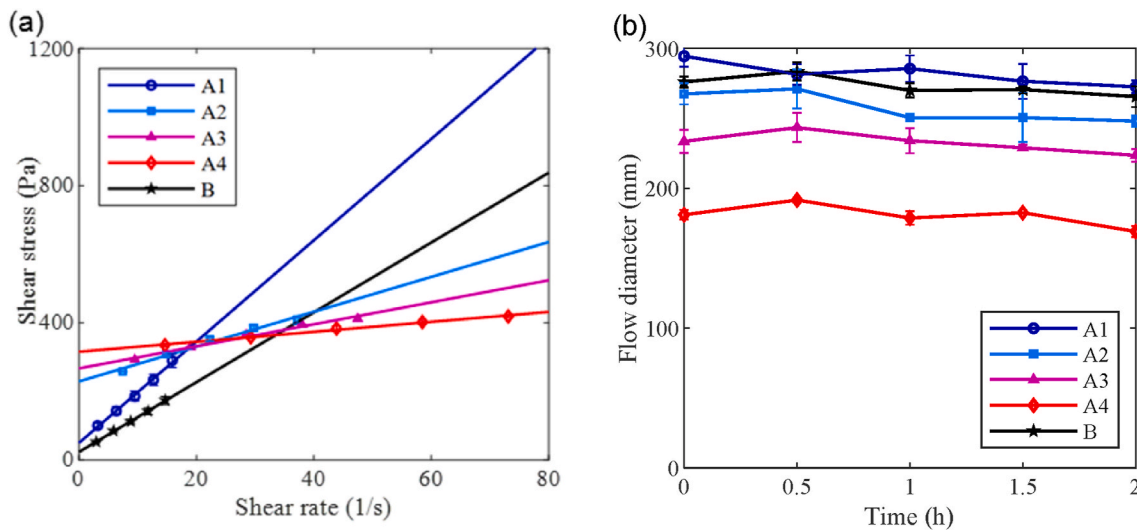 (a)
1200
800
400
0
Shear stress (Pa)
A1
A2
A3
A4
B
0 20 40 60 80
Shear rate (1/s)
(b)
300
200
100
0
Flow diameter (mm)
A1
A2
A3
A4
B
0 0.5 1 1.5 2
Time (h)